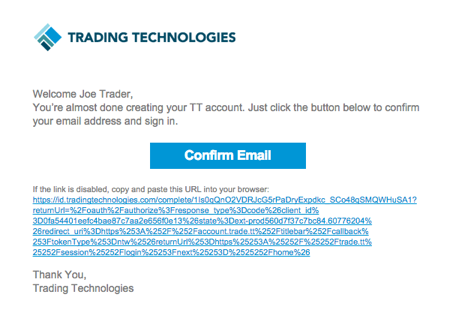 TRADING TECHNOLOGIES
Welcome Joe Trader,
You're almost done creating your TT account. Just click the button below to confirm
your email address and sign in.
Confirm Email
If the link is disabled, copy and paste this URL into your browser:
https://id.tradingtechnologies.com/complete/1Is0qQnO2VDRJcG5rPaDryExpdkc_SCo48qSMQWHuSA1?
returnUrl=%2Foauth%2Fauthorize%3Fresponse_type%3Dcode%26client_id%
3D0fa54401eefc4bae87c7aa2e656f0e13%26state%3Dext-prod560d7f37c7bc84.60776204%
26redirect_uri%3Dhttps%253A%252F%252Faccount.trade.tt%252Ftitlebar%252Fcallback%
253FtokenType%253Dntw%2526returnUrl%253Dhttps%25253A%25252F%25252Ftrade.tt%
25252Fsession%25252Flogin%25253Fnext%25253D%2525252Fhome%26
Thank You,
Trading Technologies